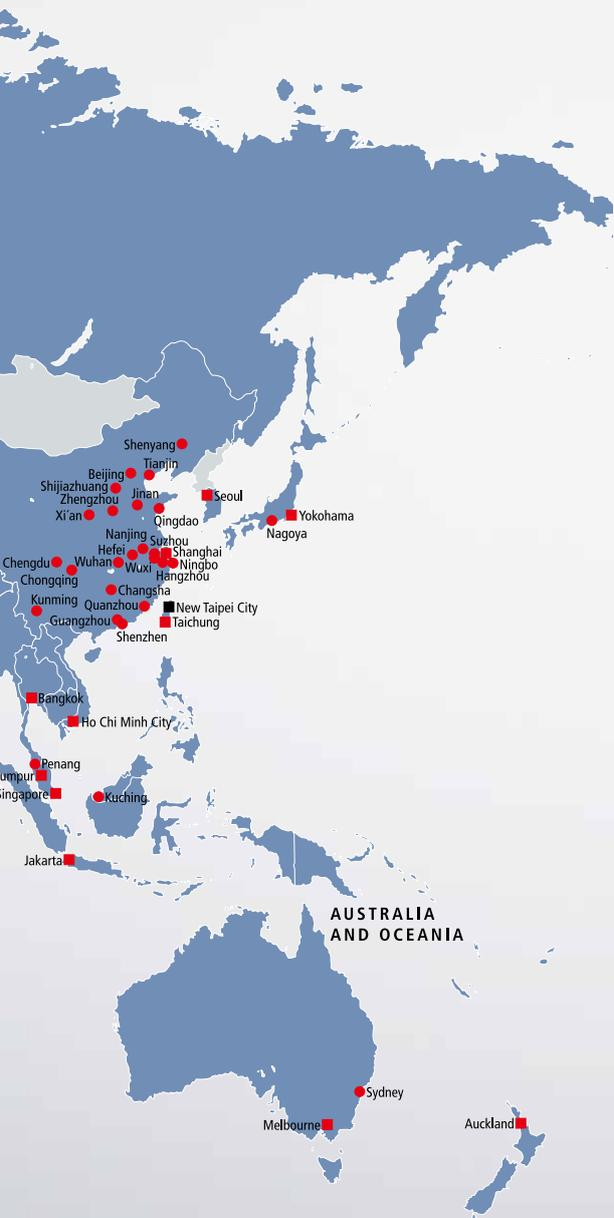 Shenyang
Tianjin
Beijing
Shijiazhuang
Zhengzhou
Jinan
Seoul
Xi'an
Qingdao
Yokohama
Nagoya
Nanjing
Suzhou
Hefei
Shanghai
Chengdu
Wuhan
Wuxi
Ningbo
Chongqing
Hangzhou
Changsha
Kunming
Quanzhou
New Taipei City
Guangzhou
Taichung
Shenzhen
Bangkok
Ho Chi Minh City
Penang
umpur
Singapore
Kuching
Jakarta
AUSTRALIA
AND OCEANIA
Sydney
Melbourne
Auckland